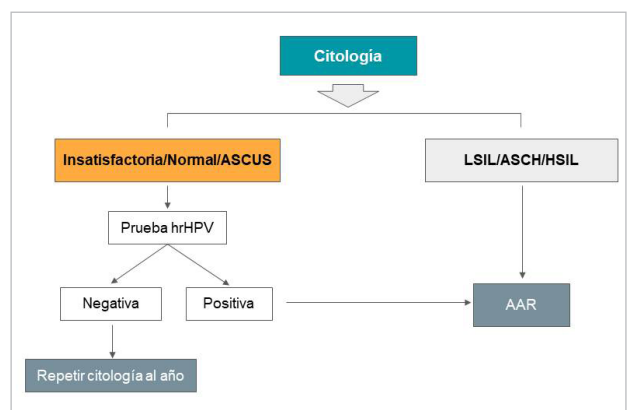 Citología
Insatisfactoria/Normal/ASCUS
LSIL/ASCH/HSIL
Prueba hrHPV
Negativa
Positiva
AAR
Repetir citología al año